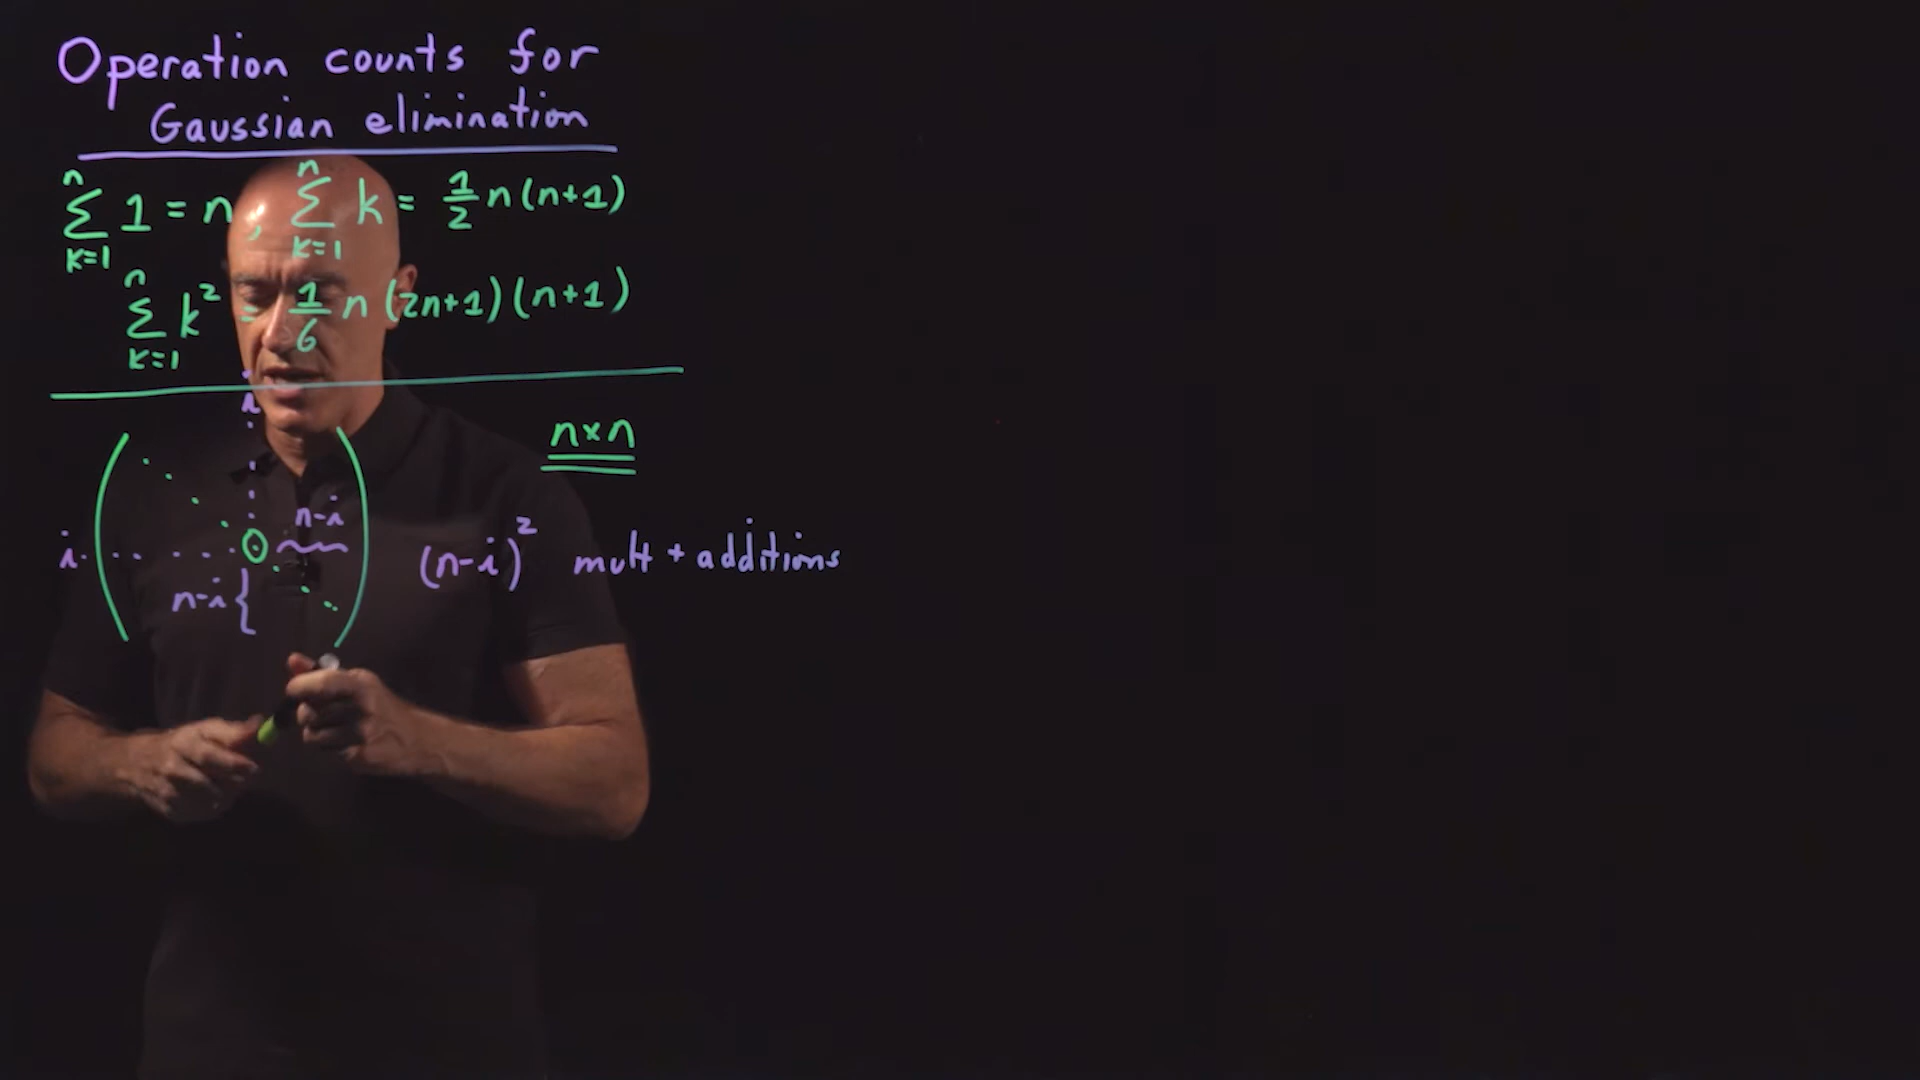 Operation counts for
Gaussian elimination
n n
∑ 1 = n, ∑ k = 1/2 n(n+1)
k=1 k=1
n
∑ k² = 1/6 n(2n+1)(n+1)
k=1
i
n×n
n-i
i (n-i)² mult + additions
n-i {